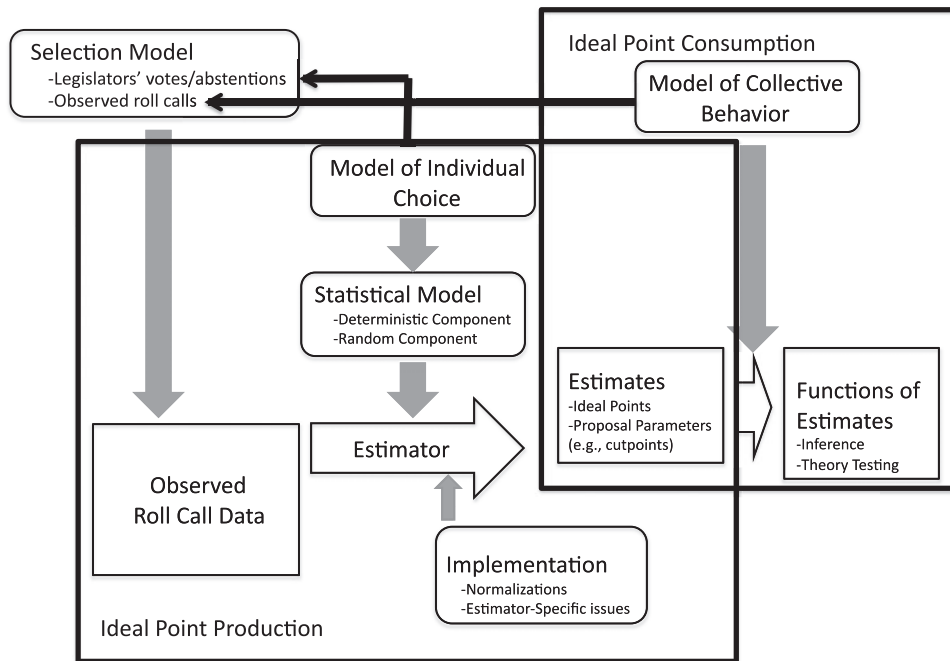 Ideal Point Consumption
Selection Model
-Legislators’ votes/abstentions
-Observed roll calls
Model of Collective
Behavior
Model of Individual
Choice
Statistical Model
-Deterministic Component
-Random Component
Estimates
-Ideal Points
-Proposal Parameters
(e.g., cutpoints)
Functions of
Estimates
-Inference
-Theory Testing
Estimator
Observed
Roll Call Data
Implementation
-Normalizations
-Estimator-Specific issues
Ideal Point Production